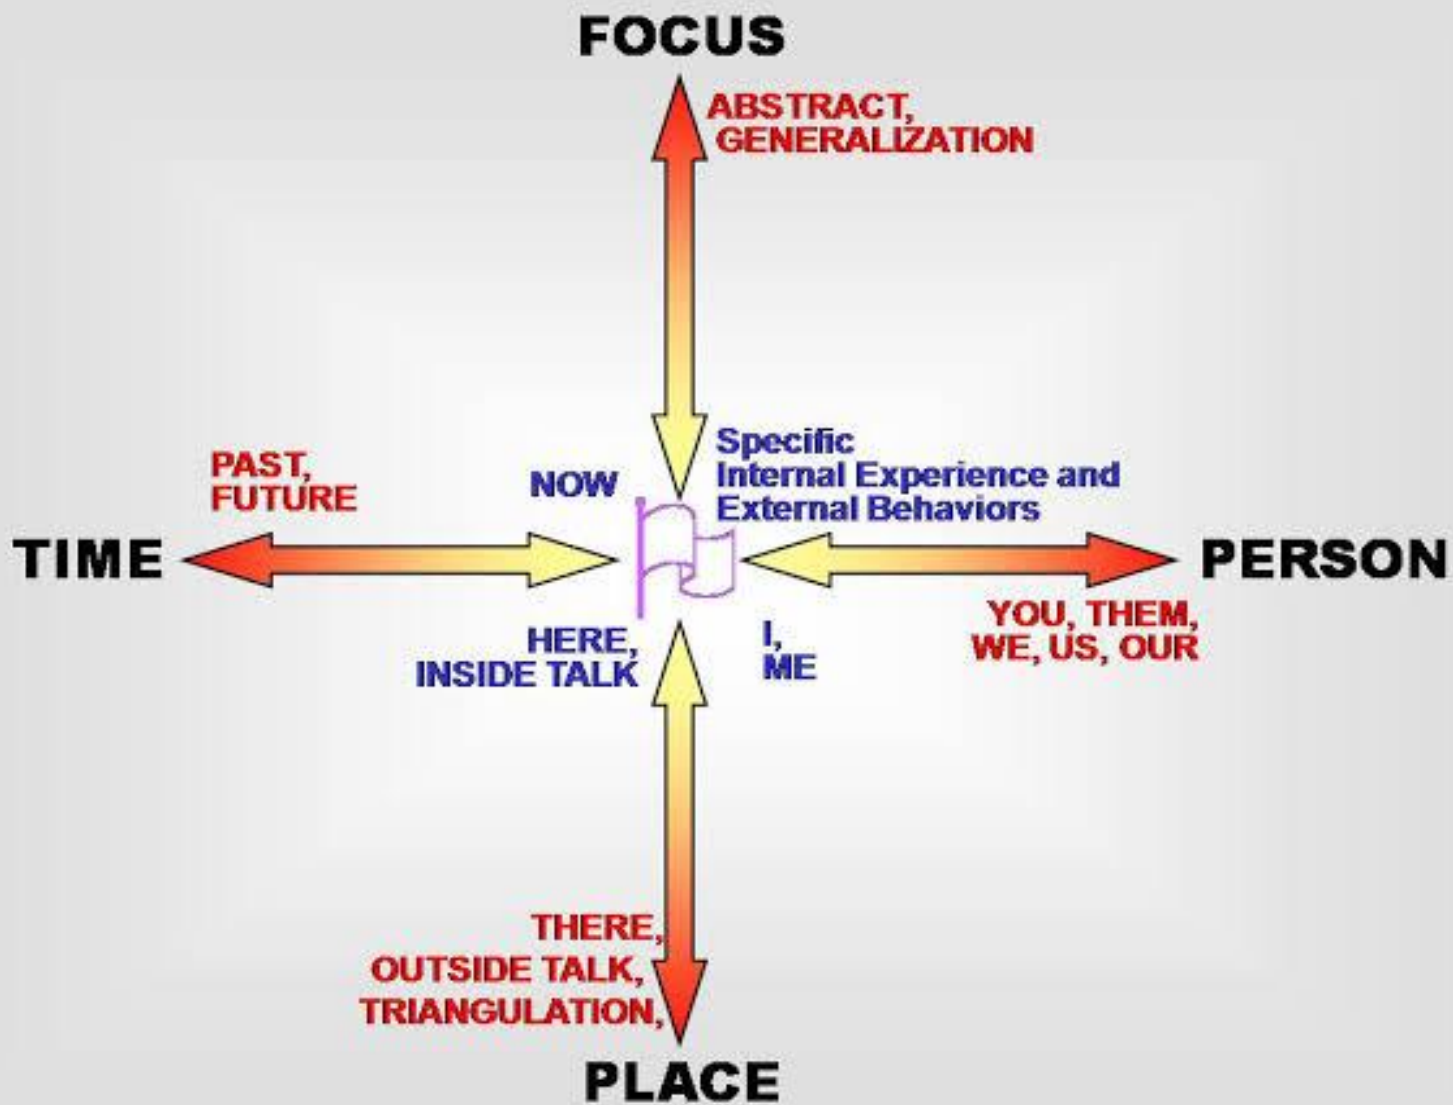 FOCUS
ABSTRACT,
GENERALIZATION
Specific
Internal Experience and
External Behaviors
PAST,
FUTURE
NOW
TIME
PERSON
HERE,
INSIDE TALK
I,
ME
YOU, THEM,
WE, US, OUR
THERE,
OUTSIDE TALK,
TRIANGULATION,
PLACE